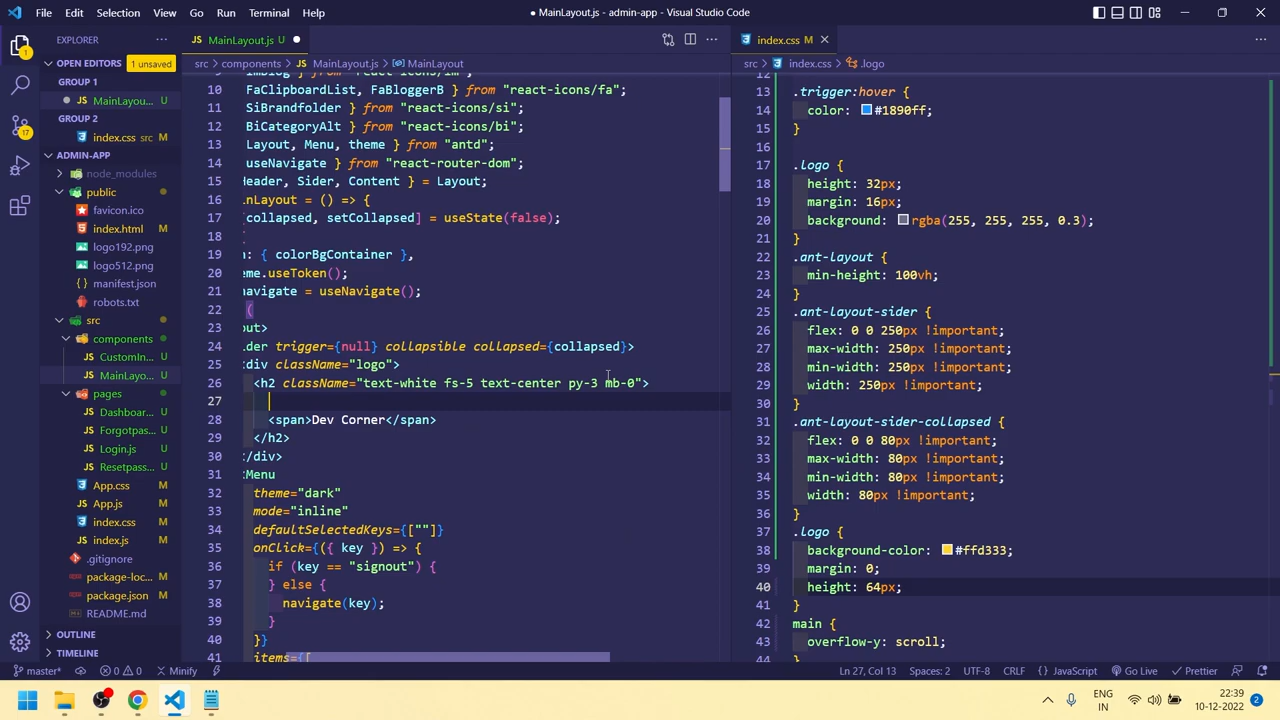 File Edit Selection View Go Run Terminal Help
● MainLayout.js - admin-app - Visual Studio Code
EXPLORER
OPEN EDITORS 1 unsaved
GROUP 1
MainLayou... U
GROUP 2
index.css src M
ADMIN-APP
node_modules
public
favicon.ico
index.html M
logo192.png
logo512.png
manifest.json
robots.txt
src
components
CustomIn... U
MainLayo... U
pages
Dashboar... U
Forgotpas... U
Login.js U
Resetpass... U
App.css M
App.js M
index.css M
index.js M
.gitignore
package-loc... M
package.json M
README.md
OUTLINE
TIMELINE
MainLayout.js U ●
src > components > MainLayout.js > MainLayout
9 ImBlog } from "react-icons/im";
10 FaClipboardList, FaBloggerB } from "react-icons/fa";
11 SiBrandfolder } from "react-icons/si";
12 BiCategoryAlt } from "react-icons/bi";
13 Layout, Menu, theme } from "antd";
14 useNavigate } from "react-router-dom";
15 Header, Sider, Content } = Layout;
16 inLayout = () => {
17 [collapsed, setCollapsed] = useState(false);
18 {
19 n: { colorBgContainer },
20 eme.useToken();
21 navigate = useNavigate();
22 (
23 out>
24 der trigger={null} collapsible collapsed={collapsed}>
25 <div className="logo">
26 <h2 className="text-white fs-5 text-center py-3 mb-0">
27
28 <span>Dev Corner</span>
29 </h2>
30 </div>
31 <Menu
32 theme="dark"
33 mode="inline"
34 defaultSelectedKeys={[""]}
35 onClick={({ key }) => {
36 if (key == "signout") {
37 } else {
38 navigate(key);
39 }
40 }}
41 items={[
index.css M
src > index.css > .logo
12
13 .trigger:hover {
14 color: #1890ff;
15 }
16
17 .logo {
18 height: 32px;
19 margin: 16px;
20 background: rgba(255, 255, 255, 0.3);
21 }
22 .ant-layout {
23 min-height: 100vh;
24 }
25 .ant-layout-sider {
26 flex: 0 0 250px !important;
27 max-width: 250px !important;
28 min-width: 250px !important;
29 width: 250px !important;
30 }
31 .ant-layout-sider-collapsed {
32 flex: 0 0 80px !important;
33 max-width: 80px !important;
34 min-width: 80px !important;
35 width: 80px !important;
36 }
37 .logo {
38 background-color: #ffd333;
39 margin: 0;
40 height: 64px;
41 }
42 main {
43 overflow-y: scroll;
44 }
1
17
master* 0 0 Minify
Ln 27, Col 13 Spaces: 2 UTF-8 CRLF JavaScript Go Live Prettier
ENG
IN
22:39
10-12-2022
2